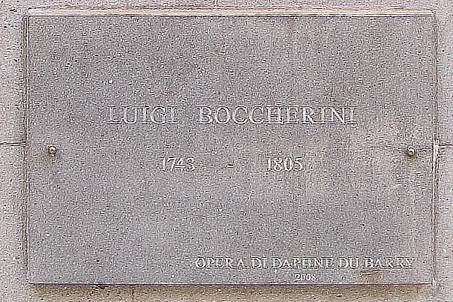 LUIGI BOCCHERINI
1743 - 1805
OPERA DI DAPHNE DU BARRY
2008